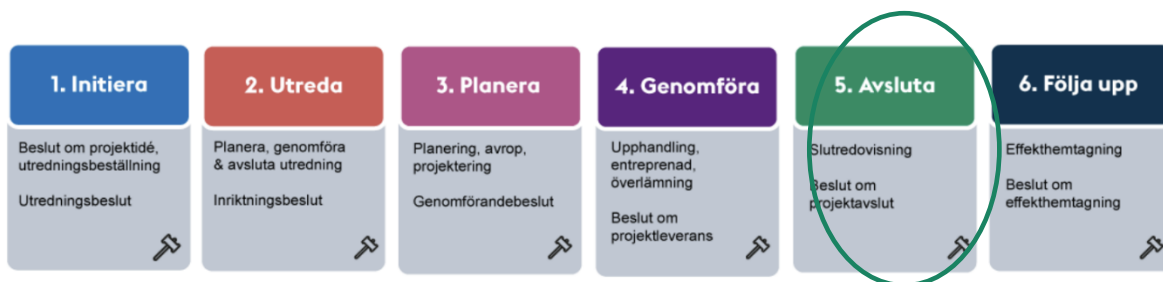 1. Initiera
Beslut om projektidé,
utredningsbeställning
Utredningsbeslut
2. Utreda
Planera, genomföra
& avsluta utredning
Inriktningsbeslut
3. Planera
Planering, avrop,
projektering
Genomförandebeslut
4. Genomföra
Upphandling,
entreprenad,
överlämning
Beslut om
projektleverans
5. Avsluta
Slutredovisning
Beslut om
projektavslut
6. Följa upp
Effekthemtagning
Beslut om
effekthemtagning